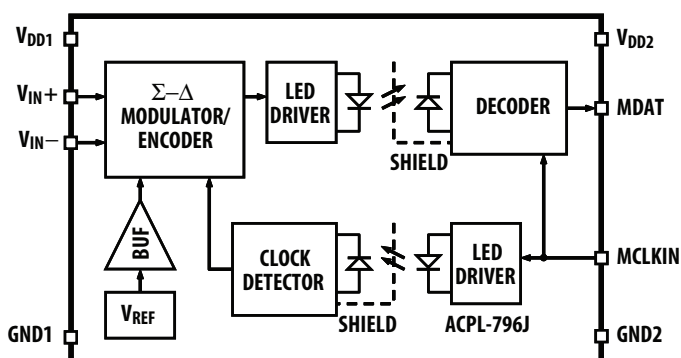 VDD1
VDD2
VIN+
VIN−
Σ−Δ
MODULATOR/
ENCODER
LED
DRIVER
SHIELD
DECODER
MDAT
BUF
VREF
CLOCK
DETECTOR
SHIELD
LED
DRIVER
ACPL-796J
MCLKIN
GND1
GND2